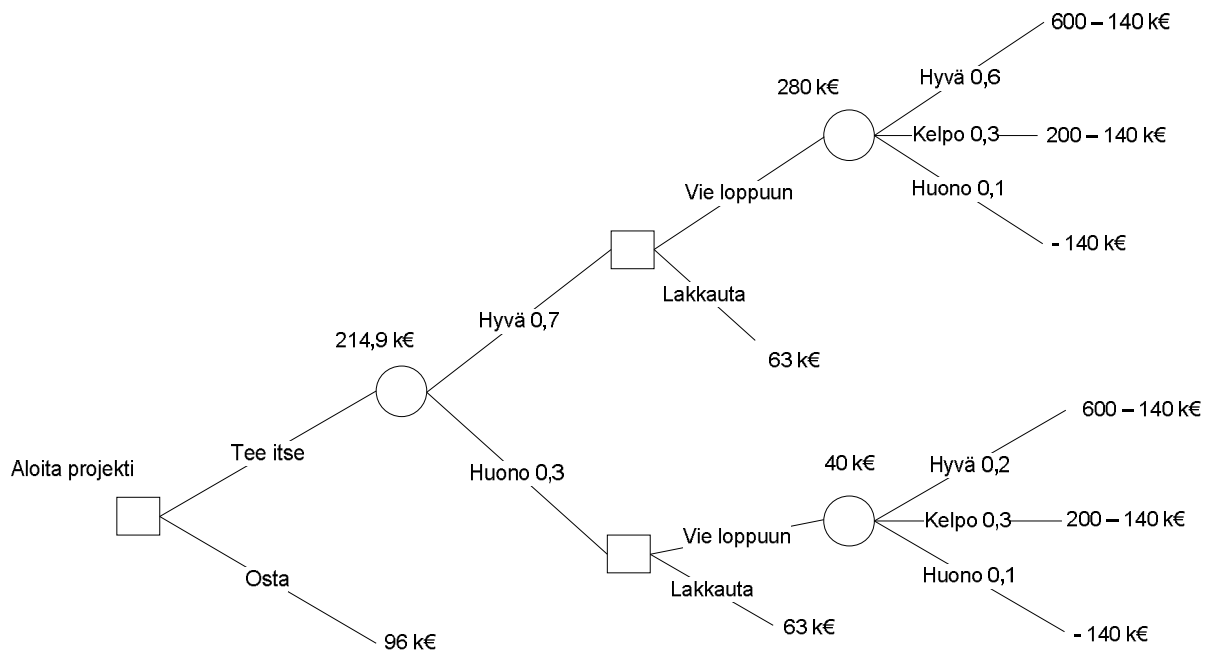 600 – 140 k€
Hyvä 0,6
280 k€
Kelpo 0,3
200 – 140 k€
Vie loppuun
Huono 0,1
- 140 k€
Lakkauta
Hyvä 0,7
214,9 k€
63 k€
600 – 140 k€
Tee itse
Aloita projekti
Huono 0,3
40 k€
Hyvä 0,2
Vie loppuun
Kelpo 0,3
200 – 140 k€
Osta
Lakkauta
Huono 0,1
63 k€
- 140 k€
96 k€